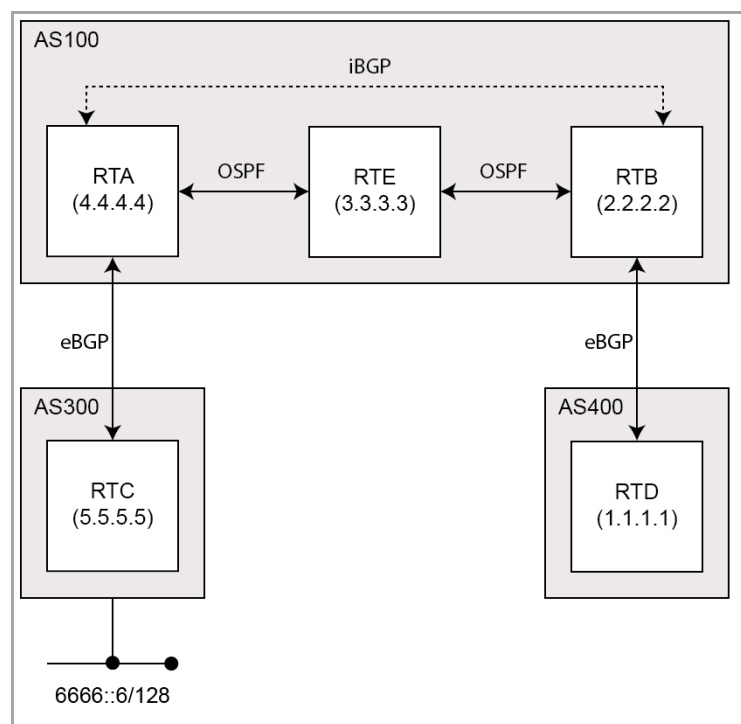 AS100
iBGP
RTA
(4.4.4.4)
OSPF
RTE
(3.3.3.3)
OSPF
RTB
(2.2.2.2)
eBGP
eBGP
AS300
RTC
(5.5.5.5)
AS400
RTD
(1.1.1.1)
6666::6/128